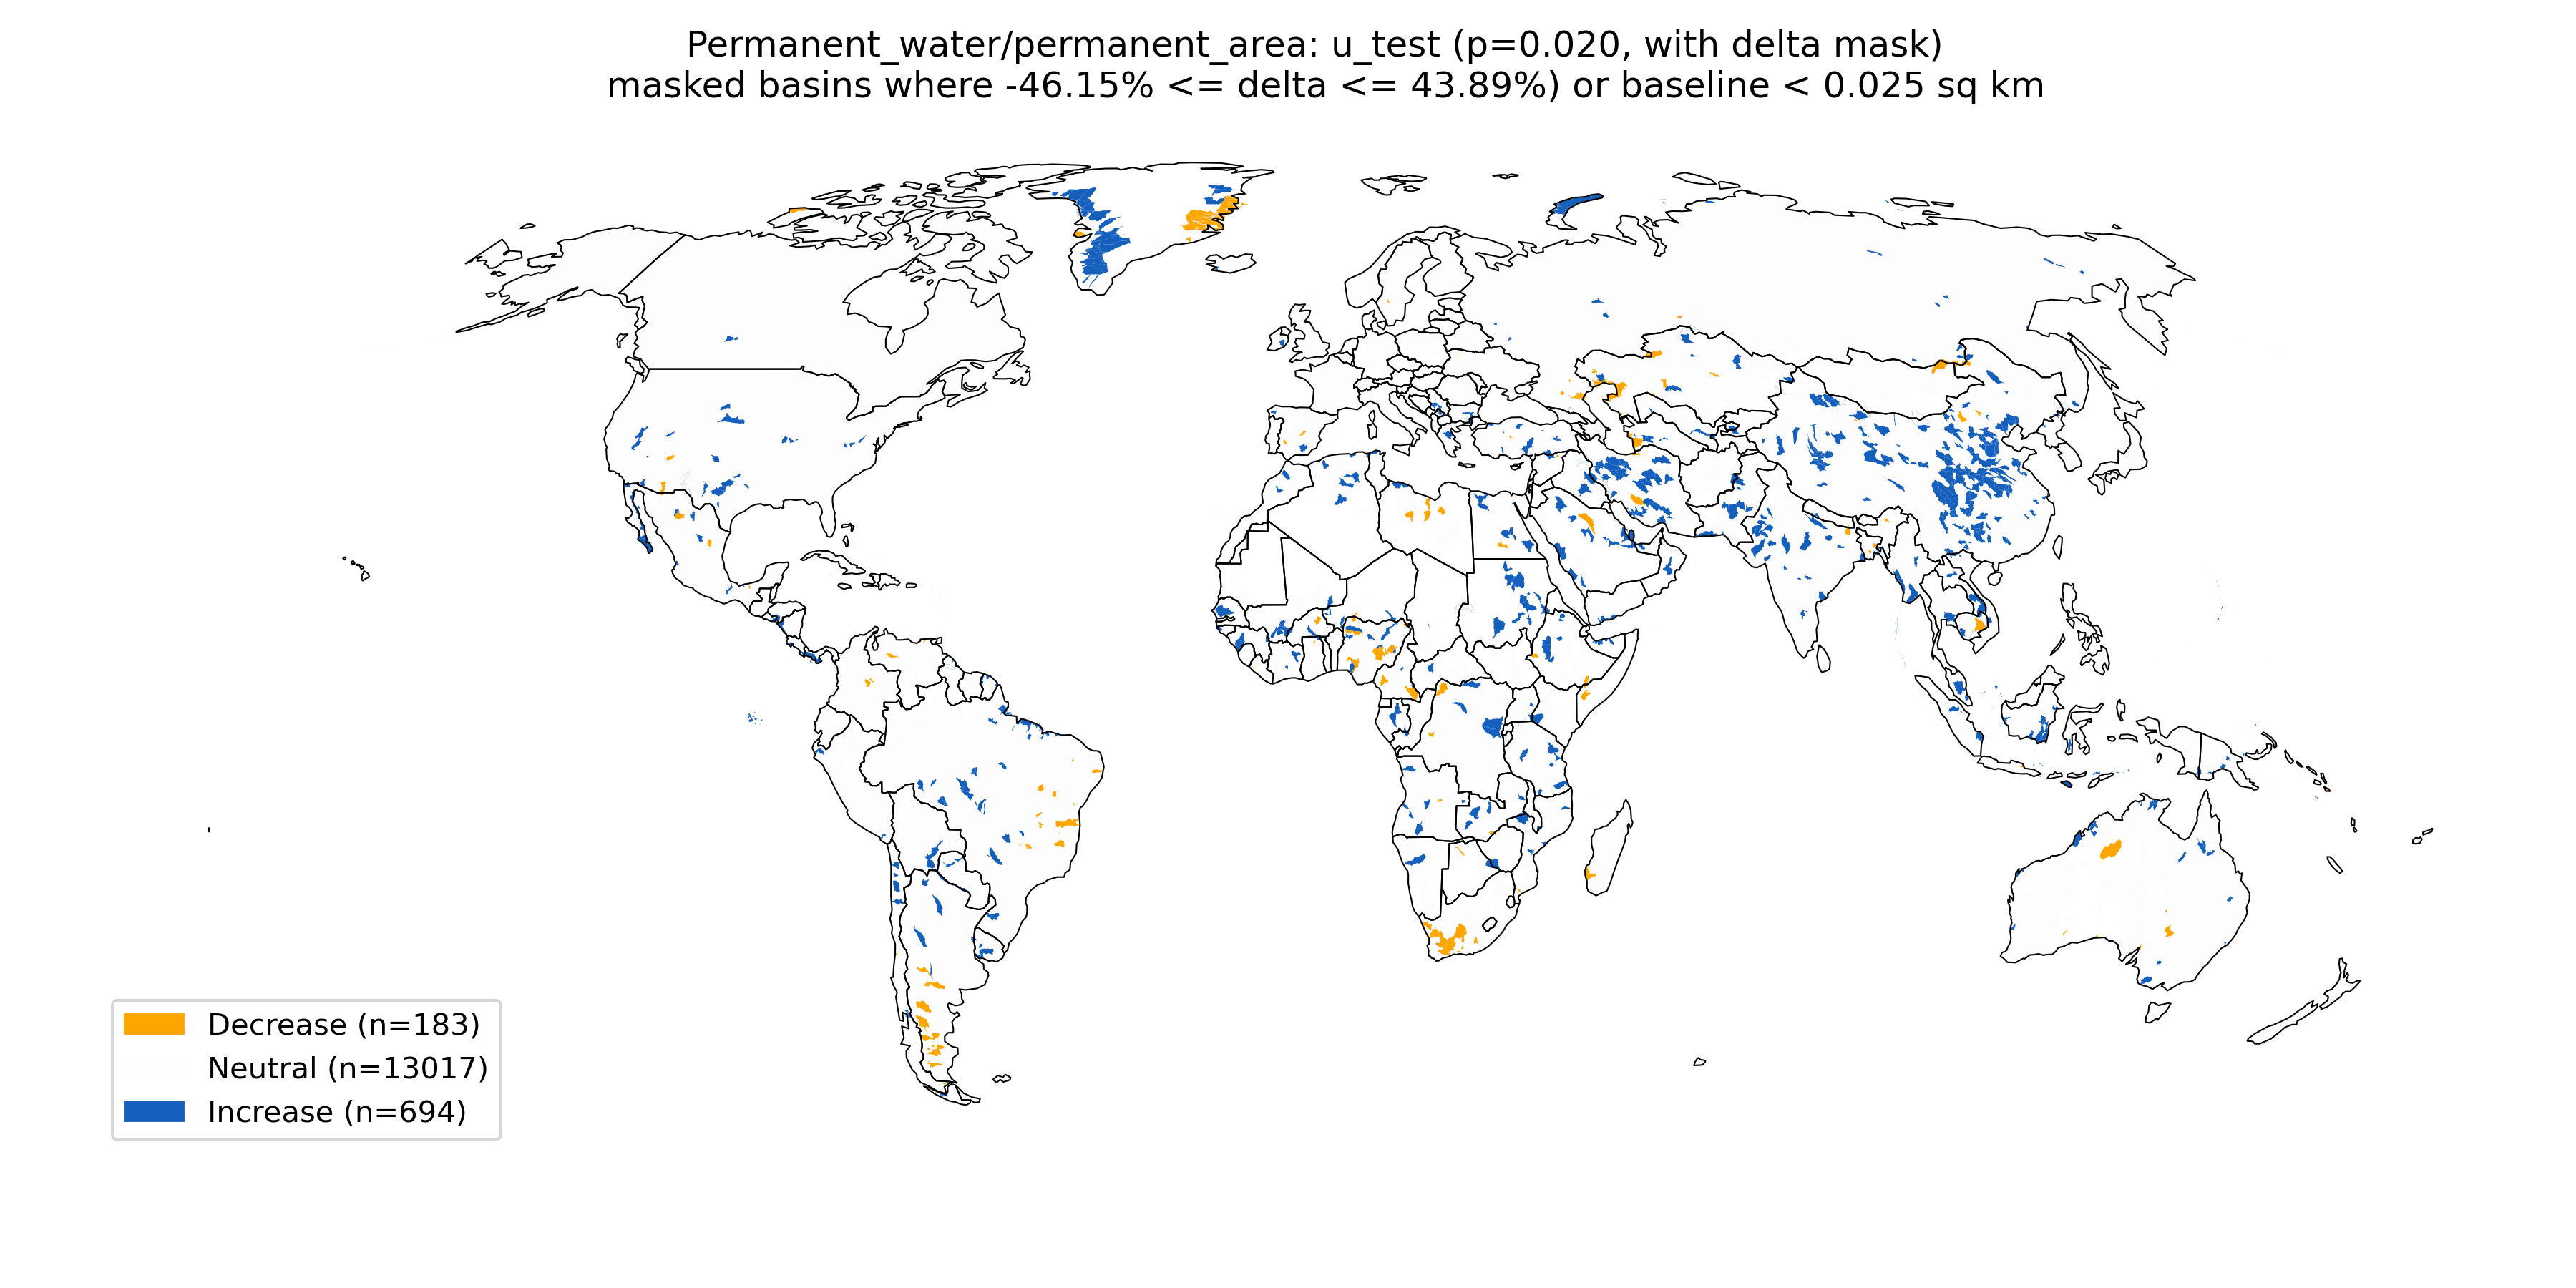 Permanent_water/permanent_area: u_test (p=0.020, with delta mask)
masked basins where -46.15% <= delta <= 43.89%) or baseline < 0.025 sq km
Decrease (n=183)
Neutral (n=13017)
Increase (n=694)